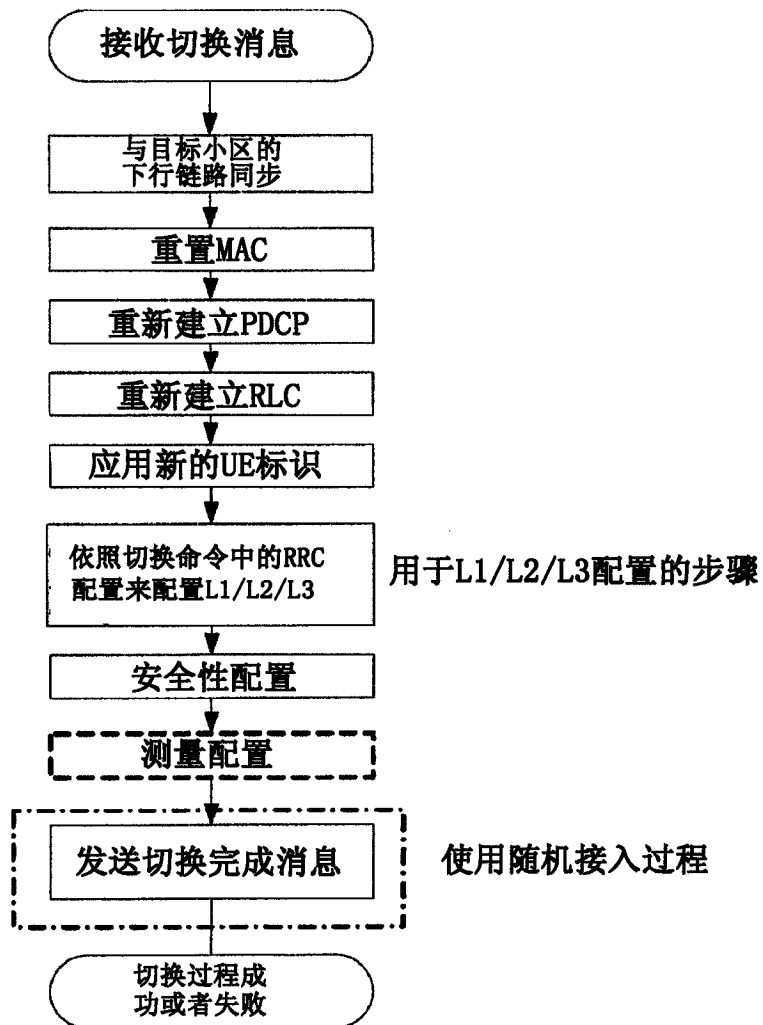 接收切换消息
与目标小区的
下行链路同步
重置MAC
重新建立PDCP
重新建立RLC
应用新的UE标识
依照切换命令中的RRC
配置来配置L1/L2/L3
用于L1/L2/L3配置的步骤
安全性配置
测量配置
发送切换完成消息
使用随机接入过程
切换过程成
功或者失败